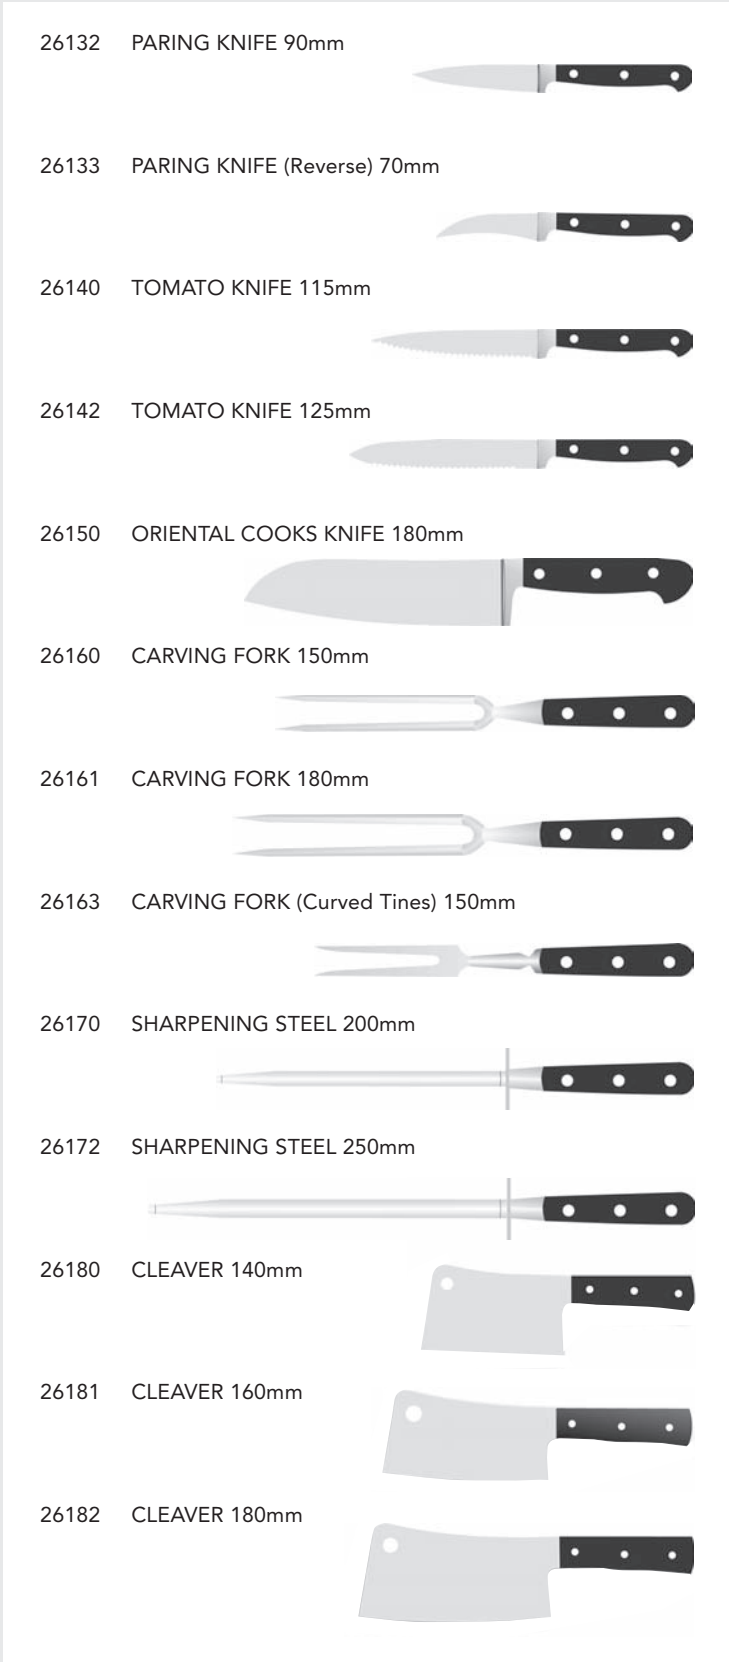 26132 PARING KNIFE 90mm
26133 PARING KNIFE (Reverse) 70mm
26140 TOMATO KNIFE 115mm
26142 TOMATO KNIFE 125mm
26150 ORIENTAL COOKS KNIFE 180mm
26160 CARVING FORK 150mm
26161 CARVING FORK 180mm
26163 CARVING FORK (Curved Tines) 150mm
26170 SHARPENING STEEL 200mm
26172 SHARPENING STEEL 250mm
26180 CLEAVER 140mm
26181 CLEAVER 160mm
26182 CLEAVER 180mm